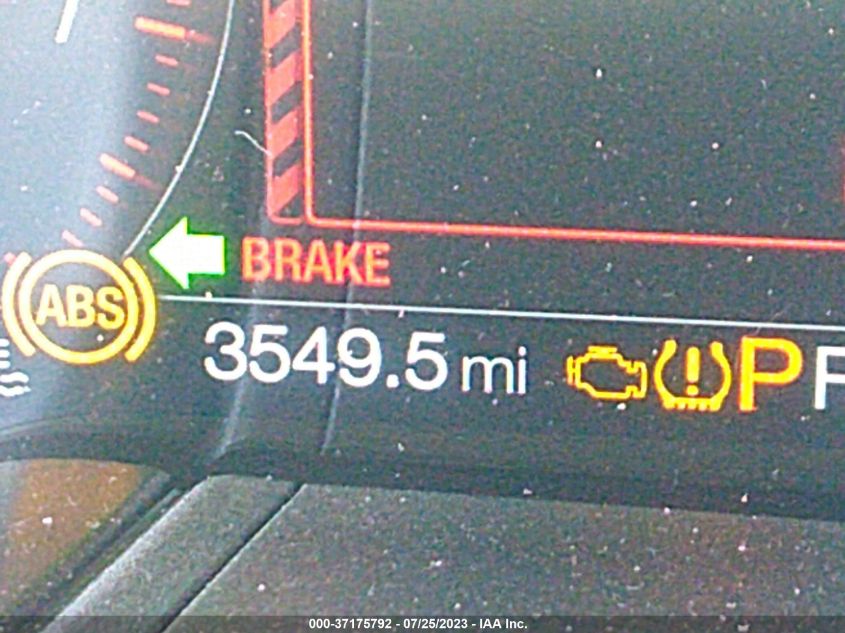 BRAKE
ABS
3549.5 mi
P
000-37175792 - 07/25/2023 - IAA Inc.